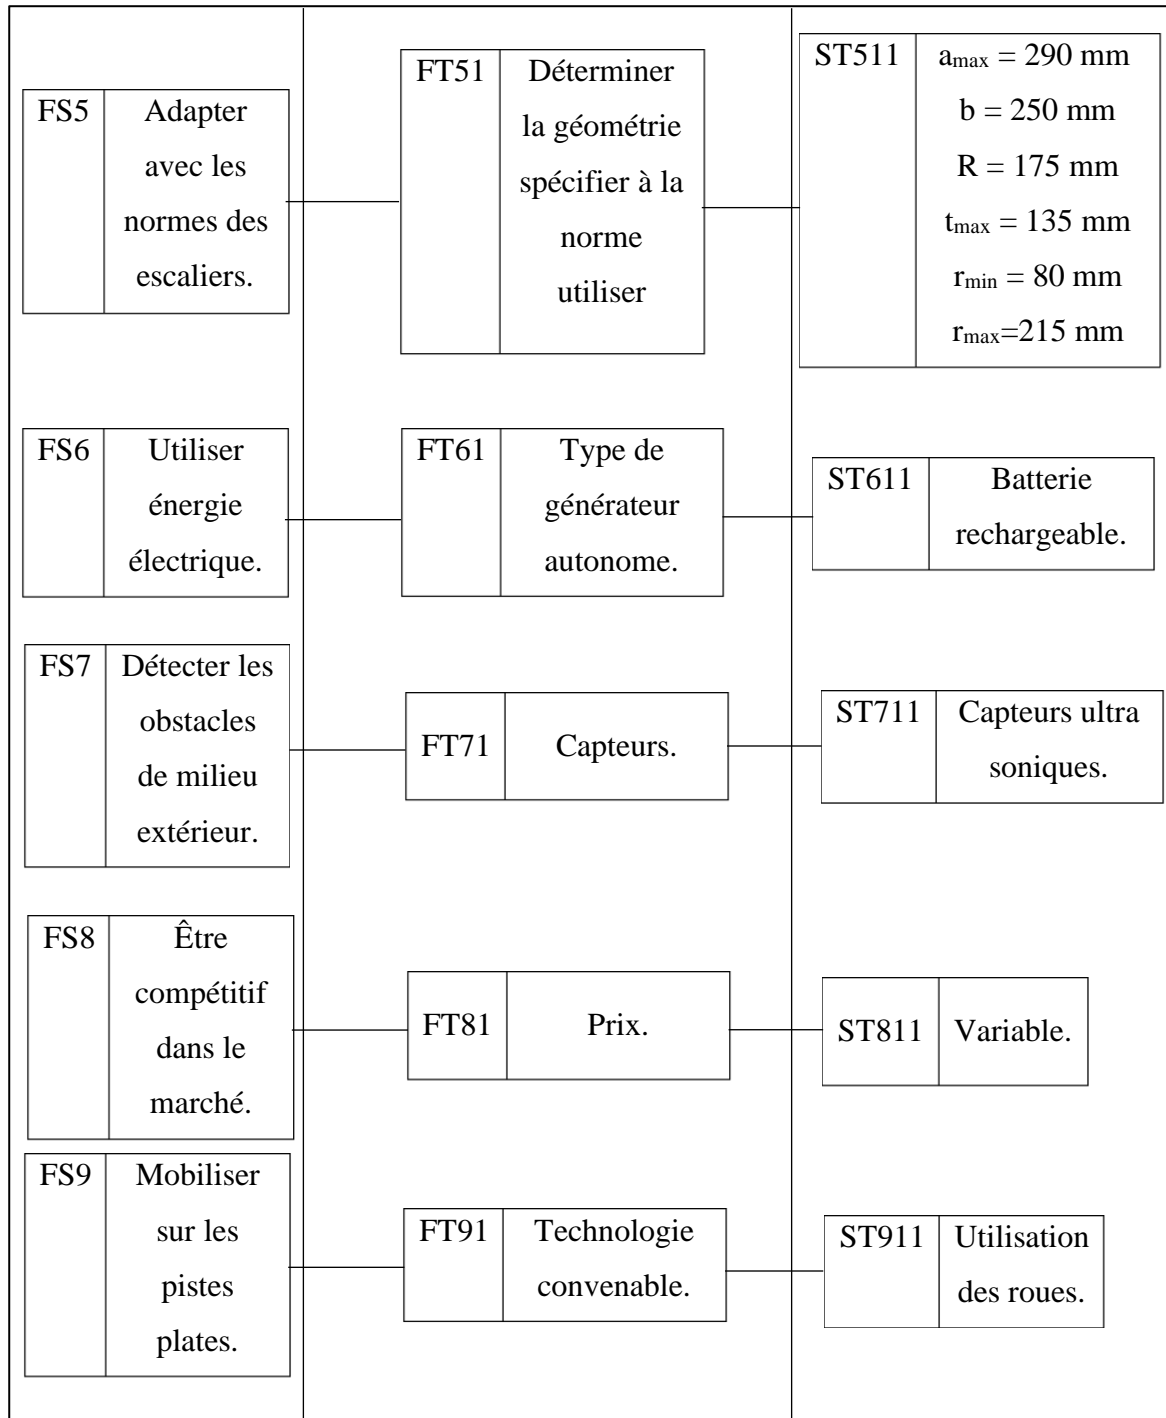 FS5 Adapter
avec les
normes des
escaliers.
FT51 Déterminer
la géométrie
spécifier à la
norme
utiliser
ST511 amax = 290 mm
b = 250 mm
R = 175 mm
tmax = 135 mm
rmin = 80 mm
rmax=215 mm
FS6 Utiliser
énergie
électrique.
FT61 Type de
générateur
autonome.
ST611 Batterie
rechargeable.
FS7 Détecter les
obstacles
de milieu
extérieur.
FT71 Capteurs.
ST711 Capteurs ultra
soniques.
FS8 Être
compétitif
dans le
marché.
FT81 Prix.
ST811 Variable.
FS9 Mobiliser
sur les
pistes
plates.
FT91 Technologie
convenable.
ST911 Utilisation
des roues.